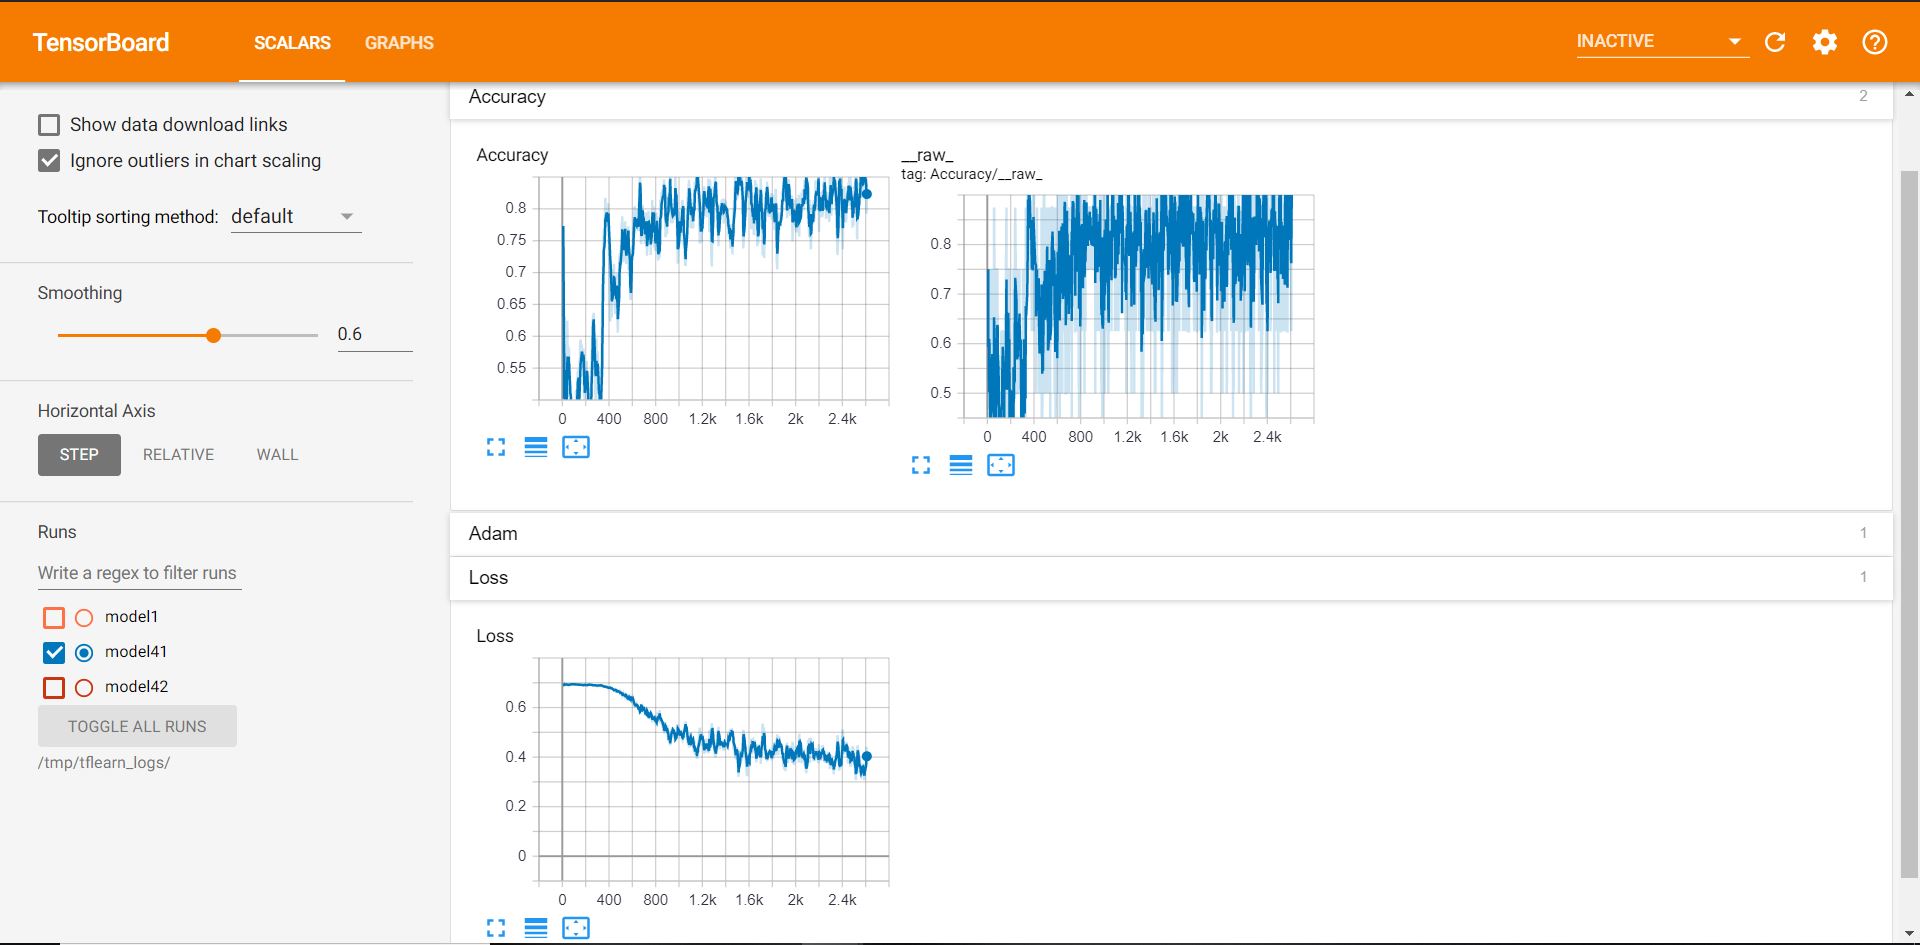 TensorBoard SCALARS GRAPHS INACTIVE
Show data download links
Ignore outliers in chart scaling
Tooltip sorting method: default
Smoothing
0.6
Horizontal Axis
STEP RELATIVE WALL
Runs
Write a regex to filter runs
model1
model41
model42
TOGGLE ALL RUNS
/tmp/tflearn_logs/
Accuracy 2
Accuracy
0.8
0.75
0.7
0.65
0.6
0.55
0 400 800 1.2k 1.6k 2k 2.4k
__raw_
tag: Accuracy/__raw_
0.8
0.7
0.6
0.5
0 400 800 1.2k 1.6k 2k 2.4k
Adam 1
Loss 1
Loss
0.6
0.4
0.2
0
0 400 800 1.2k 1.6k 2k 2.4k